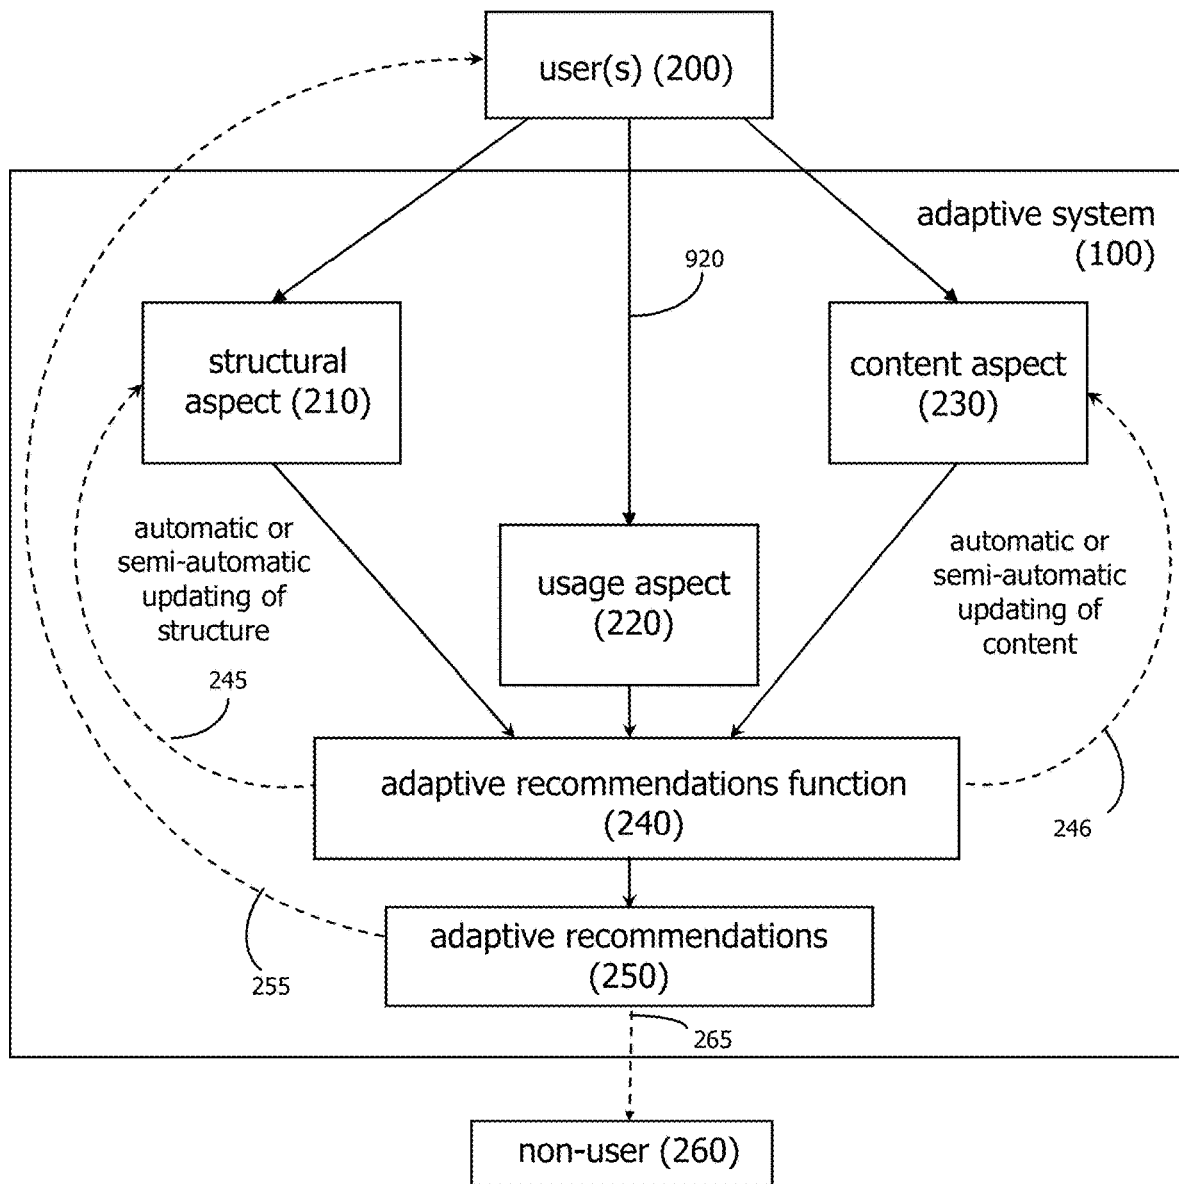 user(s) (200)
adaptive system
(100)
920
structural
aspect (210)
content aspect
(230)
automatic or
semi-automatic
updating of
structure
usage aspect
(220)
automatic or
semi-automatic
updating of
content
245
adaptive recommendations function
(240)
246
adaptive recommendations
(250)
255
265
non-user (260)